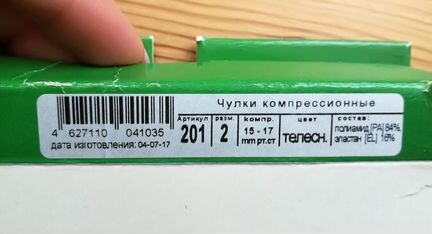 Чулки компрессионные
4 627110 041035
дата изготовления: 04-07-17
Артикул
201
разм.
2
компр.
15 - 17
mm рт.ст
цвет
телесн.
состав:
полиамид [PA] 84%,
эластан [EL] 16%